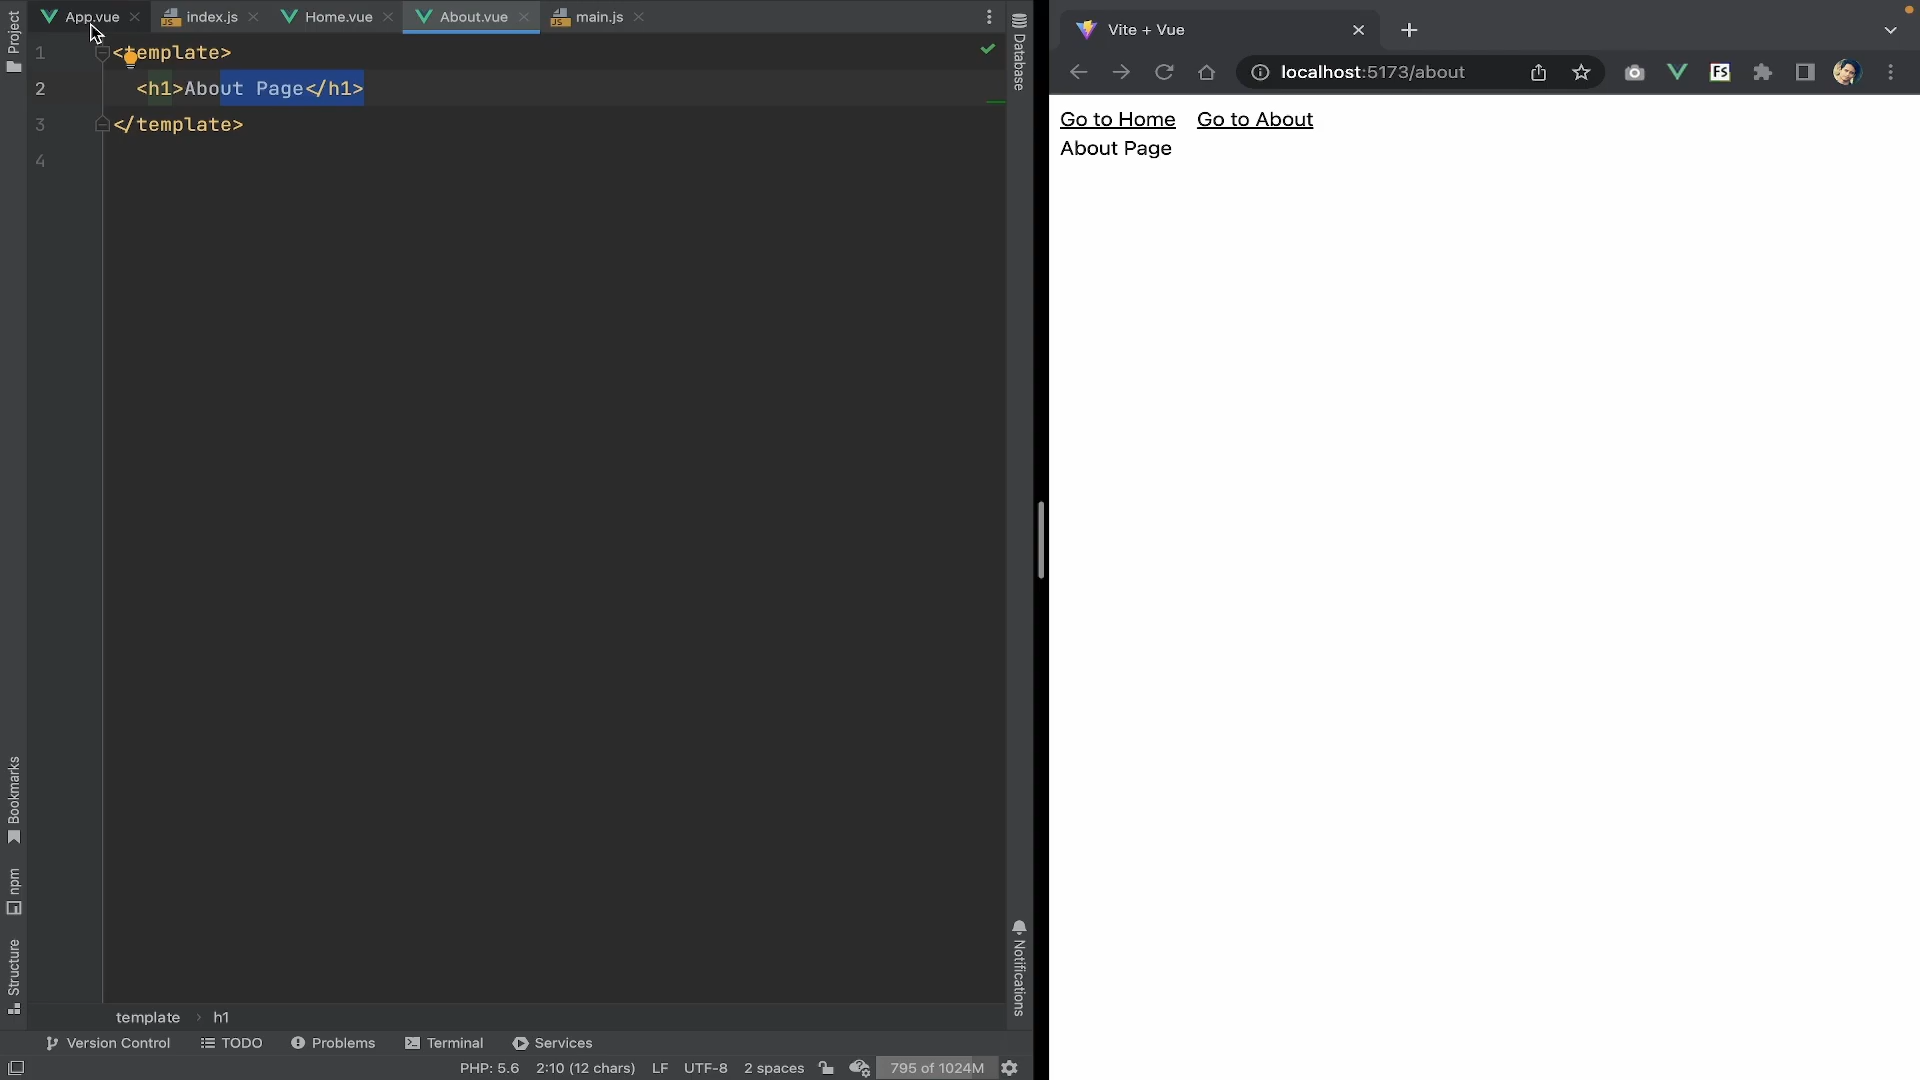 App.vue
index.js
Home.vue
About.vue
main.js
Vite + Vue
localhost:5173/about
FS
Project
Database
1 <template>
2 <h1>About Page</h1>
3 </template>
4
Go to Home Go to About
About Page
Bookmarks
npm
Structure
Notifications
template › h1
Version Control
TODO
Problems
Terminal
Services
PHP: 5.6 2:10 (12 chars) LF UTF-8 2 spaces 795 of 1024M